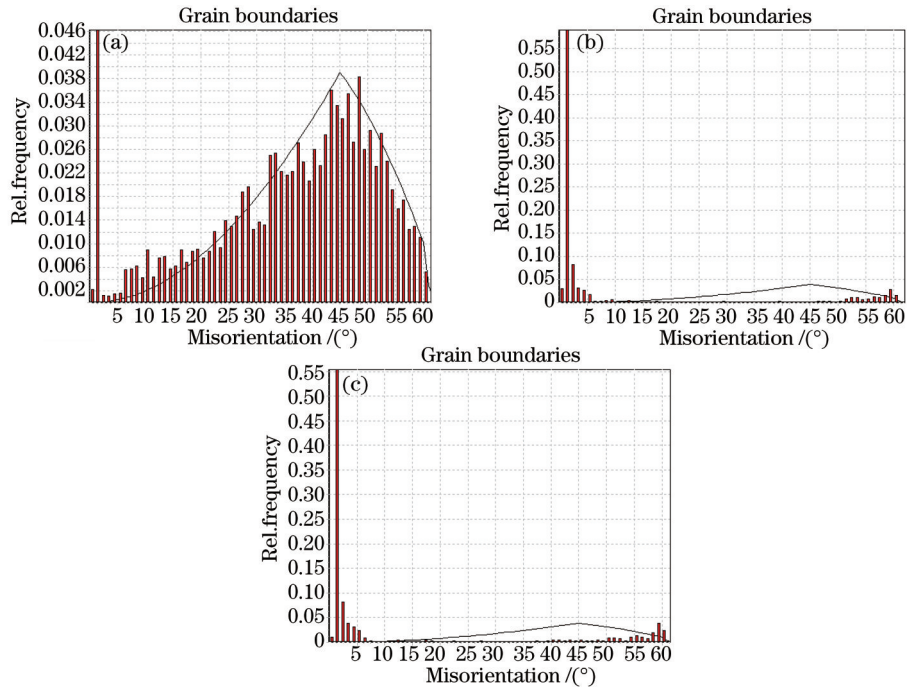 Grain boundaries
(a)
Rel.frequency
0.046
0.042
0.038
0.034
0.030
0.026
0.022
0.018
0.014
0.010
0.006
0.002
5 10 15 20 25 30 35 40 45 50 55 60
Misorientation /(°)
Grain boundaries
(b)
Rel.frequency
0.55
0.50
0.45
0.40
0.35
0.30
0.25
0.20
0.15
0.10
0.05
0
5 10 15 20 25 30 35 40 45 50 55 60
Misorientation /(°)
Grain boundaries
(c)
Rel.frequency
0.55
0.50
0.45
0.40
0.35
0.30
0.25
0.20
0.15
0.10
0.05
0
5 10 15 20 25 30 35 40 45 50 55 60
Misorientation /(°)